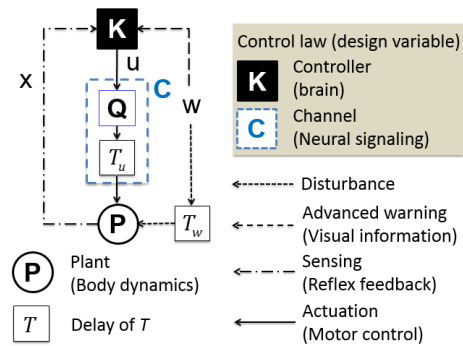 K
u
x
C
w
Q
T_u
P
T_w
P
Plant
(Body dynamics)
T
Delay of T
Control law (design variable)
K
Controller
(brain)
C
Channel
(Neural signaling)
Disturbance
Advanced warning
(Visual information)
Sensing
(Reflex feedback)
Actuation
(Motor control)